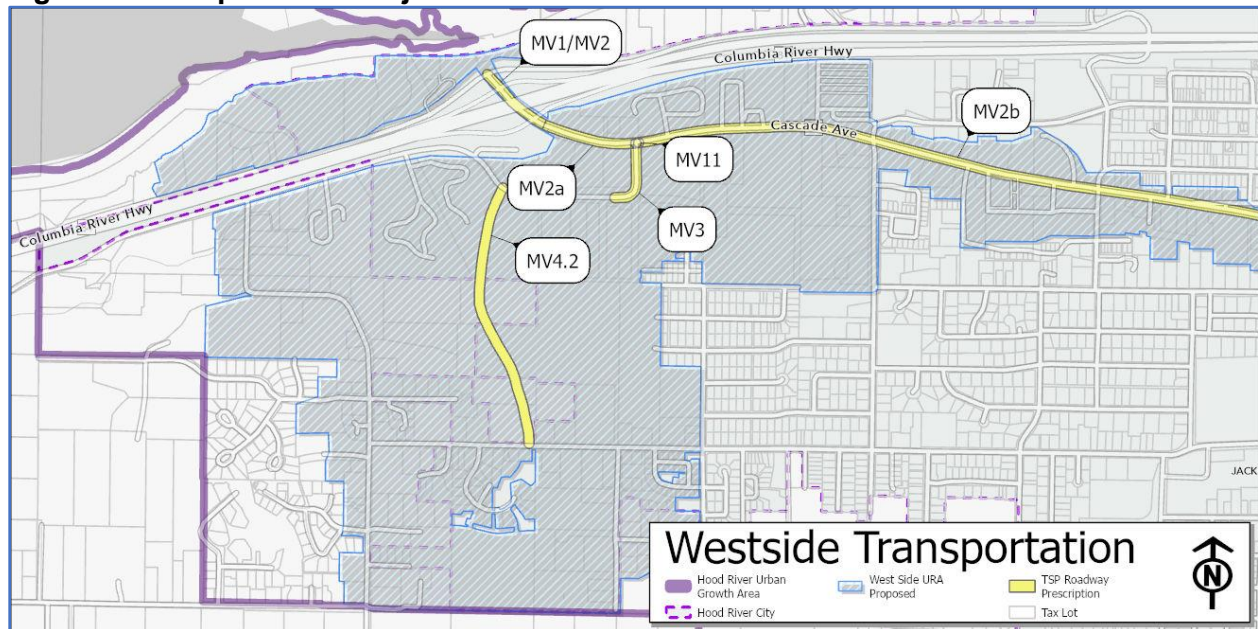 MV1/MV2
Columbia River Hwy
MV2b
Cascade Ave
MV11
MV2a
Columbia River Hwy
MV3
MV4.2
JACK
Westside Transportation
Hood River Urban
Growth Area
West Side URA
Proposed
TSP Roadway
Prescription
Hood River City
Tax Lot
N